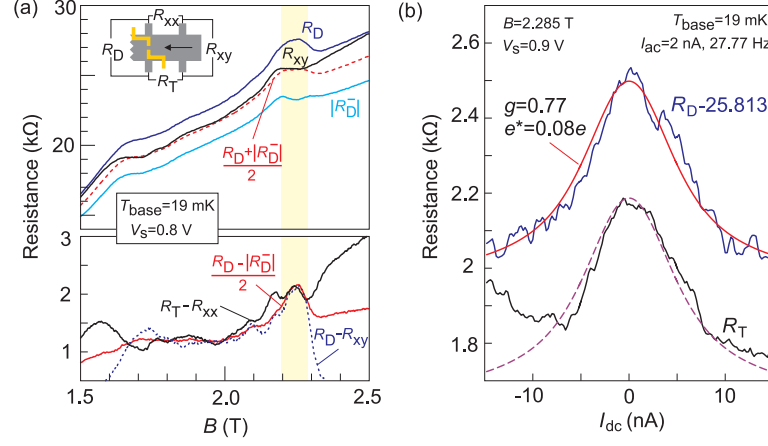 (a)
R_xx
R_D
R_xy
R_T
30
20
Resistance (kΩ)
R_D
R_xy
|R_D^-|
R_D+|R_D^-|
2
T_base=19 mK
V_s=0.8 V
3
2
1
R_D-|R_D^-|
2
R_T-R_xx
R_D-R_xy
1.5 2.0 2.5
B (T)
(b)
B=2.285 T
V_s=0.9 V
T_base=19 mK
I_ac=2 nA, 27.77 Hz
2.6
2.4
2.2
2.0
1.8
Resistance (kΩ)
g=0.77
e*=0.08e
R_D-25.813
R_T
-10 0 10
I_dc (nA)